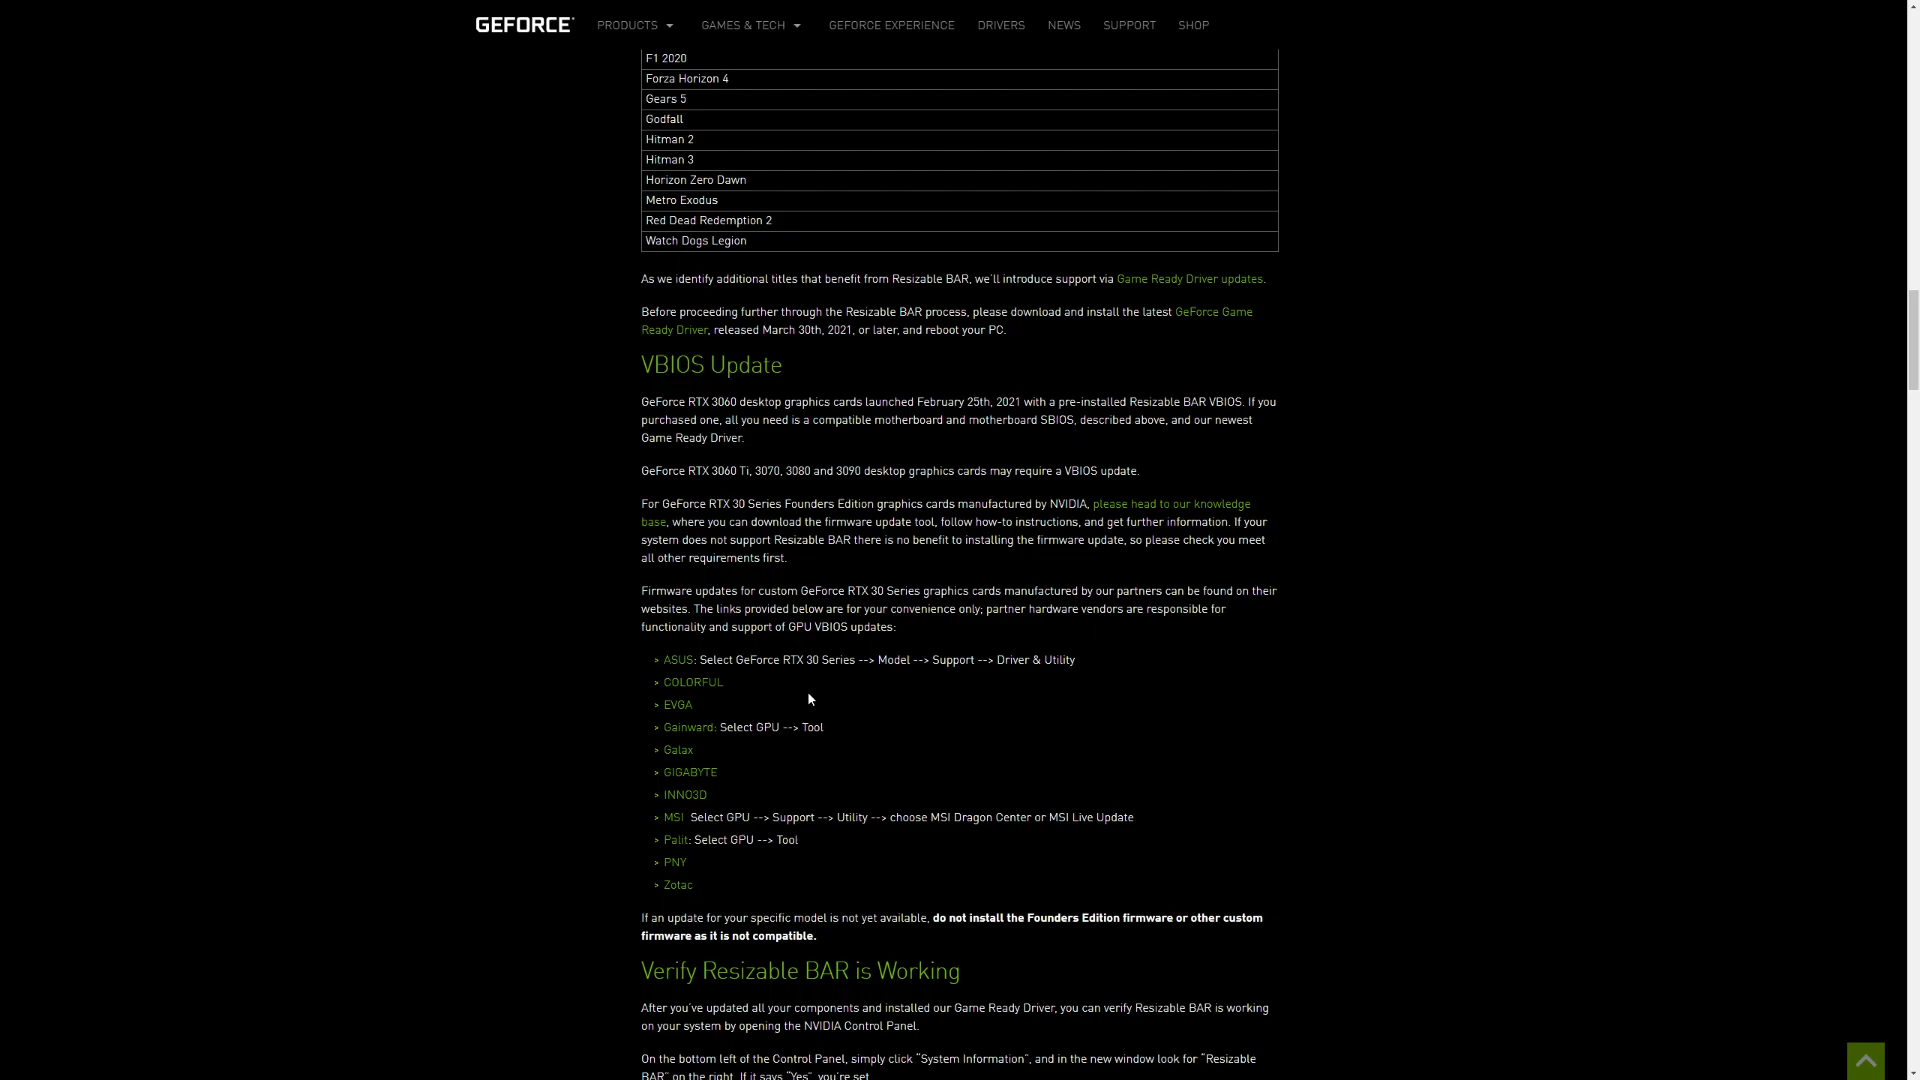 GEFORCE PRODUCTS GAMES & TECH GEFORCE EXPERIENCE DRIVERS NEWS SUPPORT SHOP
F1 2020
Forza Horizon 4
Gears 5
Godfall
Hitman 2
Hitman 3
Horizon Zero Dawn
Metro Exodus
Red Dead Redemption 2
Watch Dogs Legion
As we identify additional titles that benefit from Resizable BAR, we'll introduce support via Game Ready Driver updates.
Before proceeding further through the Resizable BAR process, please download and install the latest GeForce Game
Ready Driver, released March 30th, 2021, or later, and reboot your PC.
VBIOS Update
GeForce RTX 3060 desktop graphics cards launched February 25th, 2021 with a pre-installed Resizable BAR VBIOS. If you
purchased one, all you need is a compatible motherboard and motherboard SBIOS, described above, and our newest
Game Ready Driver.
GeForce RTX 3060 Ti, 3070, 3080 and 3090 desktop graphics cards may require a VBIOS update.
For GeForce RTX 30 Series Founders Edition graphics cards manufactured by NVIDIA, please head to our knowledge
base, where you can download the firmware update tool, follow how-to instructions, and get further information. If your
system does not support Resizable BAR there is no benefit to installing the firmware update, so please check you meet
all other requirements first.
Firmware updates for custom GeForce RTX 30 Series graphics cards manufactured by our partners can be found on their
websites. The links provided below are for your convenience only; partner hardware vendors are responsible for
functionality and support of GPU VBIOS updates:
> ASUS: Select GeForce RTX 30 Series --> Model --> Support --> Driver & Utility
> COLORFUL
> EVGA
> Gainward: Select GPU --> Tool
> Galax
> GIGABYTE
> INNO3D
> MSI Select GPU --> Support --> Utility --> choose MSI Dragon Center or MSI Live Update
> Palit: Select GPU --> Tool
> PNY
> Zotac
If an update for your specific model is not yet available, do not install the Founders Edition firmware or other custom
firmware as it is not compatible.
Verify Resizable BAR is Working
After you've updated all your components and installed our Game Ready Driver, you can verify Resizable BAR is working
on your system by opening the NVIDIA Control Panel.
On the bottom left of the Control Panel, simply click “System Information”, and in the new window look for “Resizable
BAR” on the right. If it says “Yes”, you're set.